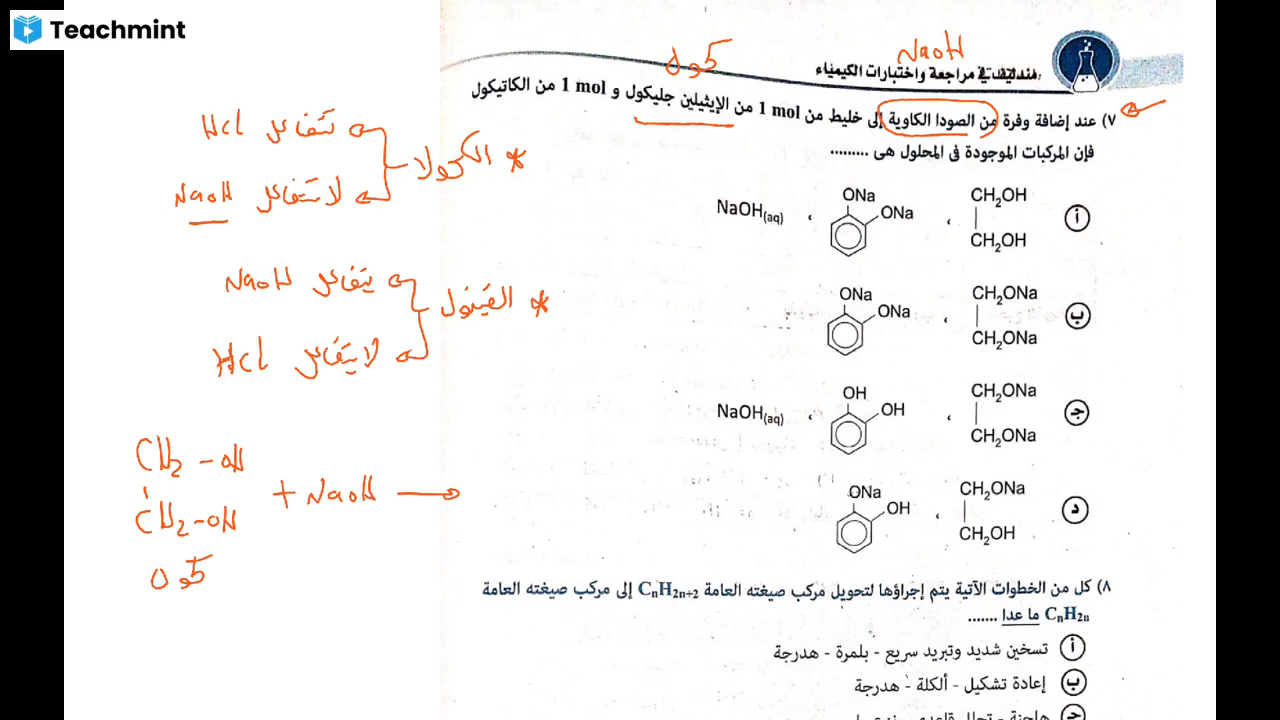 Teachmint
NaOH
مندليف في مراجعة واختبارات الكيمياء
كحول
٧) عند إضافة وفرة من الصودا الكاوية إلى خليط من 1 mol من الإيثيلين جليكول و 1 mol من الكاتيكول
فإن المركبات الموجودة في المحلول هى .........
أ CH₂OH CH₂OH ، ONa ONa ، NaOH(aq)
ب CH₂ONa CH₂ONa ، ONa ONa
ج CH₂ONa CH₂ONa ، OH OH ، NaOH(aq)
د CH₂ONa CH₂OH ، ONa OH
٨) كل من الخطوات الآتية يتم إجراؤها لتحويل مركب صيغته العامة CnH2n+2 إلى مركب صيغته العامة
CnH2n ما عدا .......
أ تسخين شديد وتبريد سريع - بلمرة - هدرجة
ب إعادة تشكيل - ألكلة - هدرجة
ج هلجنة - تحلل قاعدى
* الكحولات
تتفاعل HCl
لا تتفاعل NaOH
* الفينول
يتفاعل NaOH
لا يتفاعل HCl
CH₂ - OH
CH₂ - OH
+ NaOH →
كحول